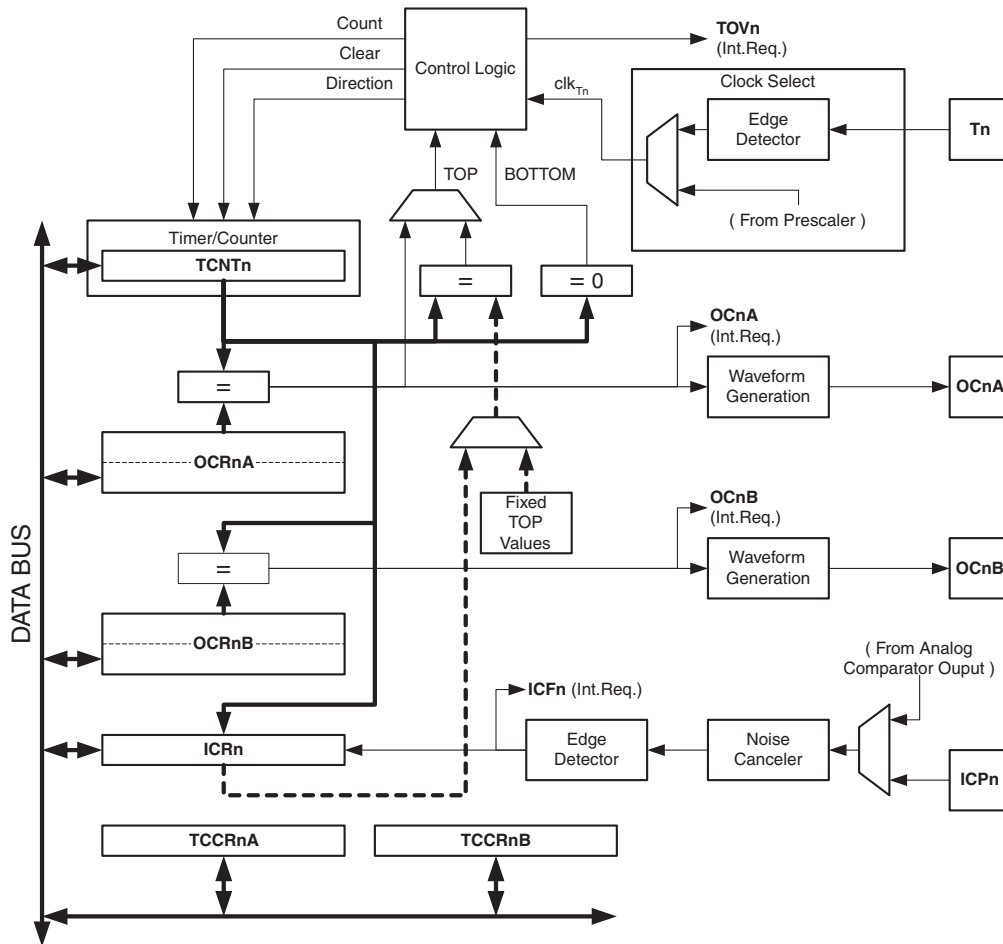 Count
Clear
Direction
Control Logic
TOVn
(Int.Req.)
clkTn
Clock Select
Edge
Detector
Tn
( From Prescaler )
TOP
BOTTOM
Timer/Counter
TCNTn
=
= 0
OCnA
(Int.Req.)
=
Waveform
Generation
OCnA
OCRnA
Fixed
TOP
Values
OCnB
(Int.Req.)
=
Waveform
Generation
OCnB
OCRnB
DATA BUS
( From Analog
Comparator Ouput )
ICFn (Int.Req.)
ICRn
Edge
Detector
Noise
Canceler
ICPn
TCCRnA
TCCRnB